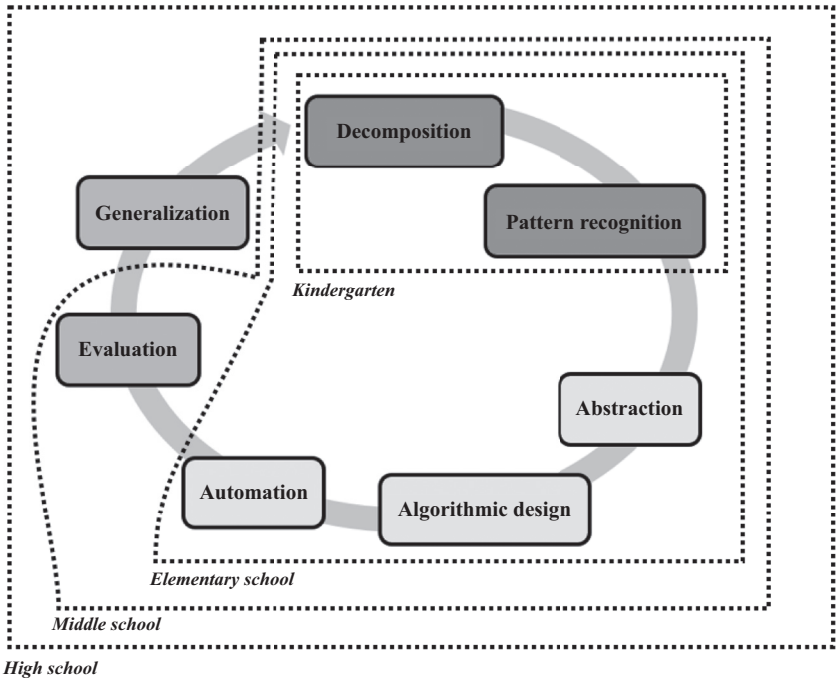 Decomposition
Generalization
Pattern recognition
Kindergarten
Evaluation
Abstraction
Automation
Algorithmic design
Elementary school
Middle school
High school